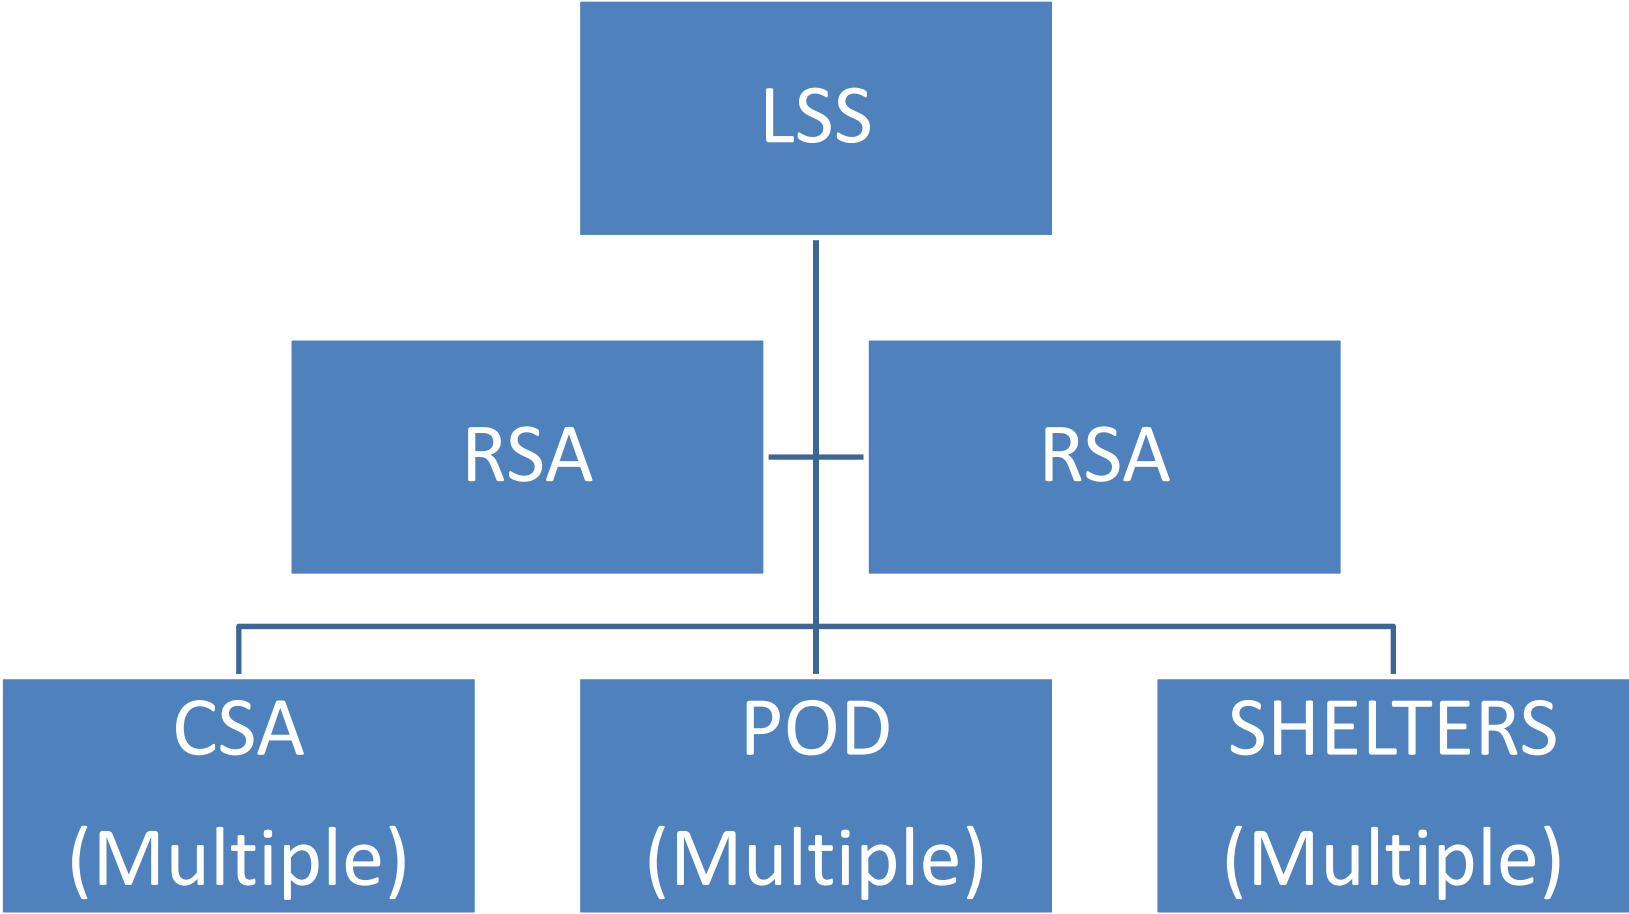 LSS
RSA
RSA
CSA
(Multiple)
POD
(Multiple)
SHELTERS
(Multiple)